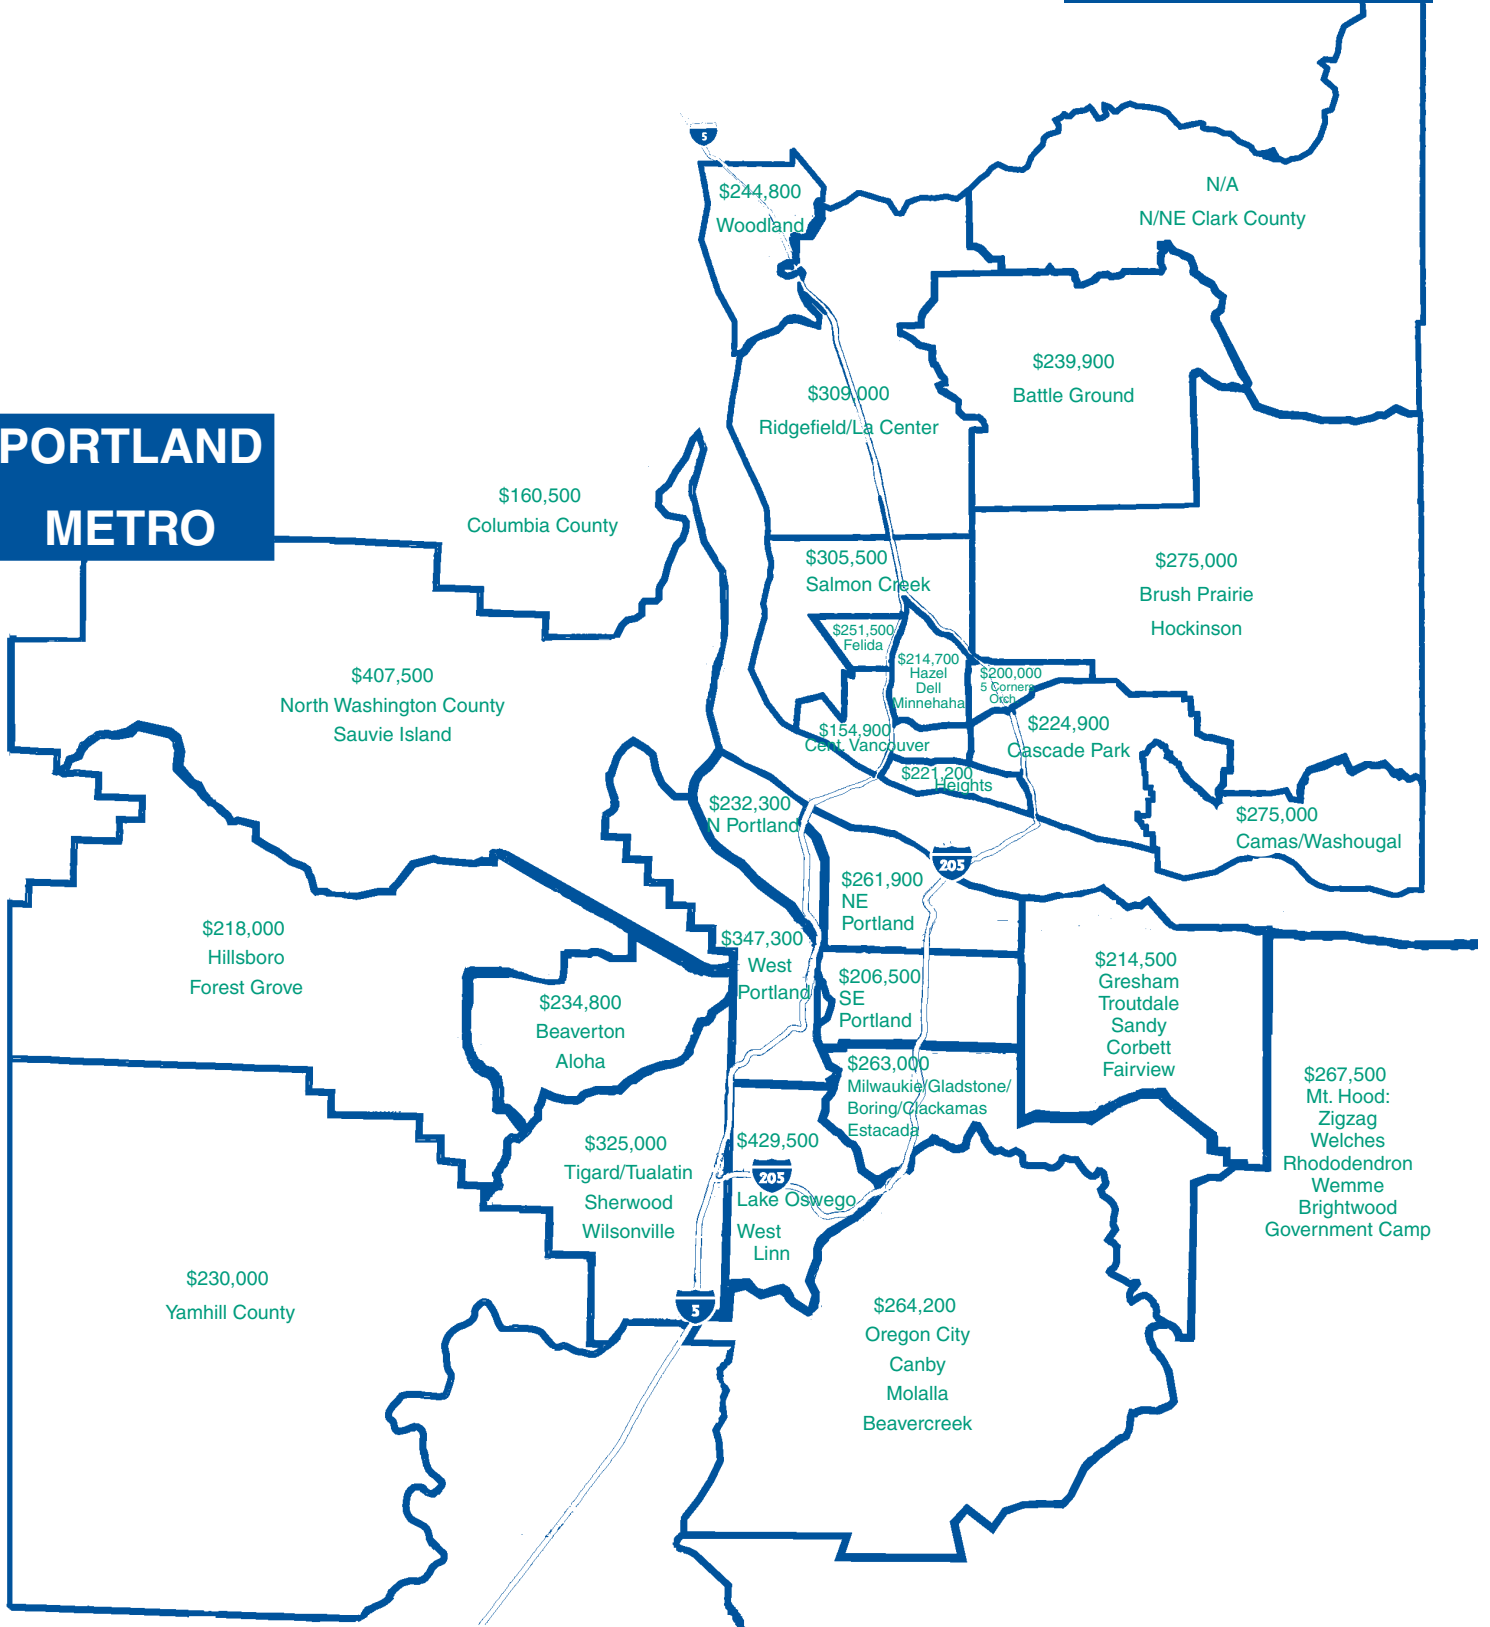 5
$244,800
Woodland
N/A
N/NE Clark County
$239,900
Battle Ground
$309,000
Ridgefield/La Center
PORTLAND
METRO
$160,500
Columbia County
$305,500
Salmon Creek
$275,000
Brush Prairie
Hockinson
$251,500
Felida
$214,700
Hazel
Dell
Minnehaha
$200,000
5 Corners
Orch
$407,500
North Washington County
Sauvie Island
$154,900
Cent. Vancouver
$224,900
Cascade Park
$221,200
Heights
$232,300
N Portland
$275,000
Camas/Washougal
205
$261,900
NE
Portland
$218,000
Hillsboro
Forest Grove
$347,300
West
Portland
$206,500
SE
Portland
$214,500
Gresham
Troutdale
Sandy
Corbett
Fairview
$234,800
Beaverton
Aloha
$263,000
Milwaukie/Gladstone/
Boring/Clackamas
Estacada
$267,500
Mt. Hood:
Zigzag
Welches
Rhododendron
Wemme
Brightwood
Government Camp
$325,000
Tigard/Tualatin
Sherwood
Wilsonville
$429,500
205
Lake Oswego
West
Linn
$230,000
Yamhill County
5
$264,200
Oregon City
Canby
Molalla
Beavercreek